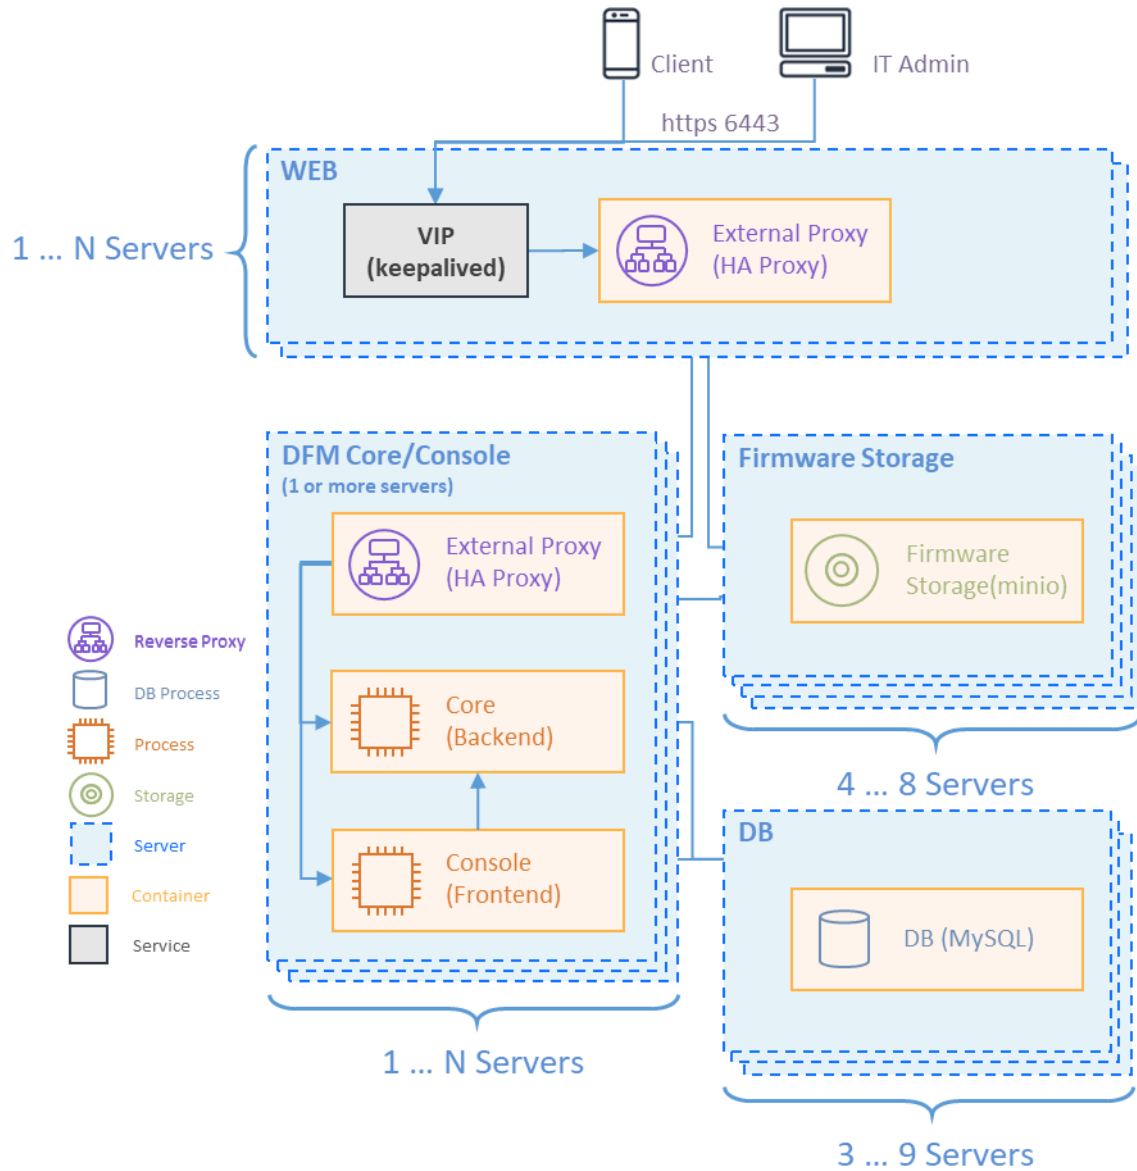 Client
IT Admin
https 6443
WEB
1 ... N Servers
VIP
(keepalived)
External Proxy
(HA Proxy)
DFM Core/Console
(1 or more servers)
External Proxy
(HA Proxy)
Core
(Backend)
Console
(Frontend)
1 ... N Servers
Firmware Storage
Firmware
Storage(minio)
4 ... 8 Servers
DB
DB (MySQL)
3 ... 9 Servers
Reverse Proxy
DB Process
Process
Storage
Server
Container
Service